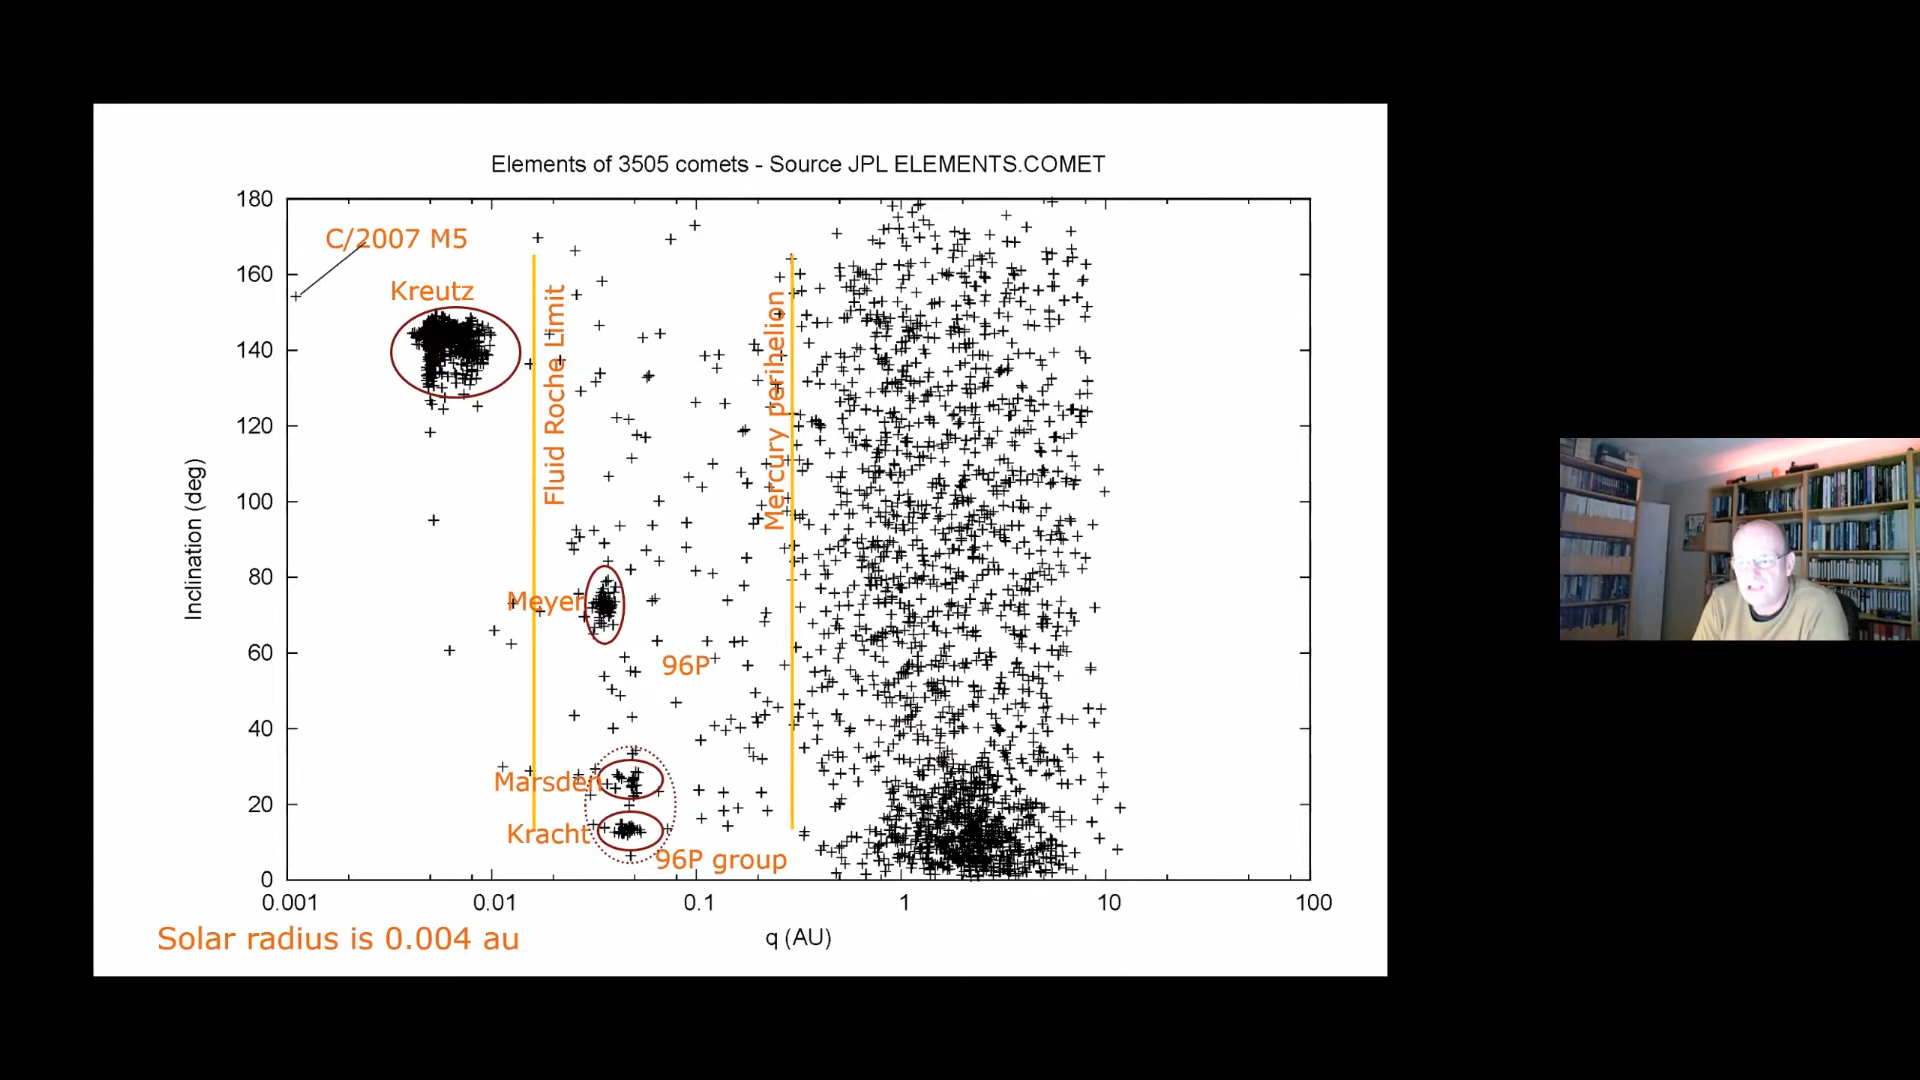 Elements of 3505 comets - Source JPL ELEMENTS.COMET
180
160
140
120
100
80
60
40
20
0
Inclination (deg)
C/2007 M5
Kreutz
Fluid Roche Limit
Mercury perihelion
Meyer
96P
Marsden
Kracht
96P group
0.001
0.01
0.1
1
10
100
q (AU)
Solar radius is 0.004 au